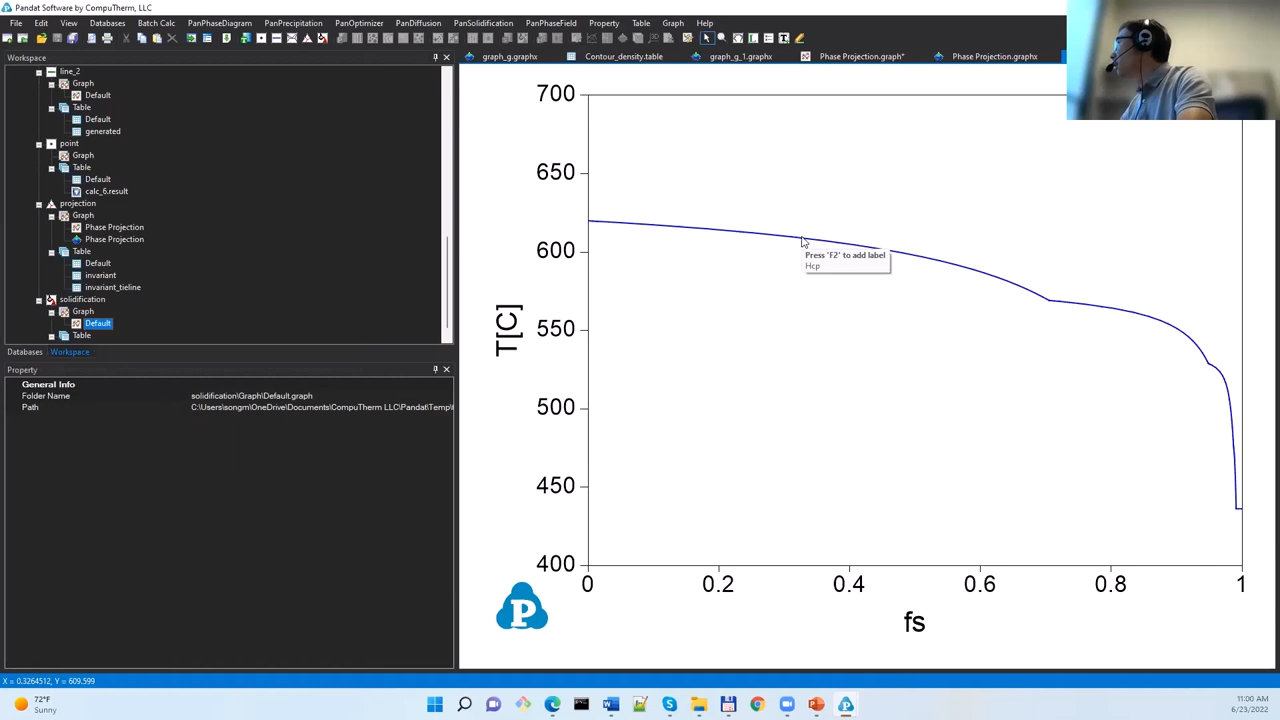 Pandat Software by CompuTherm, LLC
File Edit View Databases Batch Calc PanPhaseDiagram PanPrecipitation PanOptimizer PanDiffusion PanSolidification PanPhaseField Property Table Graph Help
Workspace
graph_g.graphx Contour_density.table graph_g_1.graphx Phase Projection.graph* Phase Projection.graphx
line_2
Graph
Default
Table
Default
generated
point
Graph
Table
Default
calc_6.result
projection
Graph
Phase Projection
Phase Projection
Table
Default
invariant
invariant_tieline
solidification
Graph
Default
Table
Databases Workspace
Property
General Info
Folder Name solidification\Graph\Default.graph
Path C:\Users\songm\OneDrive\Documents\CompuTherm LLC\Pandat\Temp\
700
650
600
550
500
450
400
T[C]
Press 'F2' to add label
Hcp
0 0.2 0.4 0.6 0.8 1
fs
P
X = 0.3264512, Y = 609.599
72°F
Sunny
11:00 AM
6/23/2022